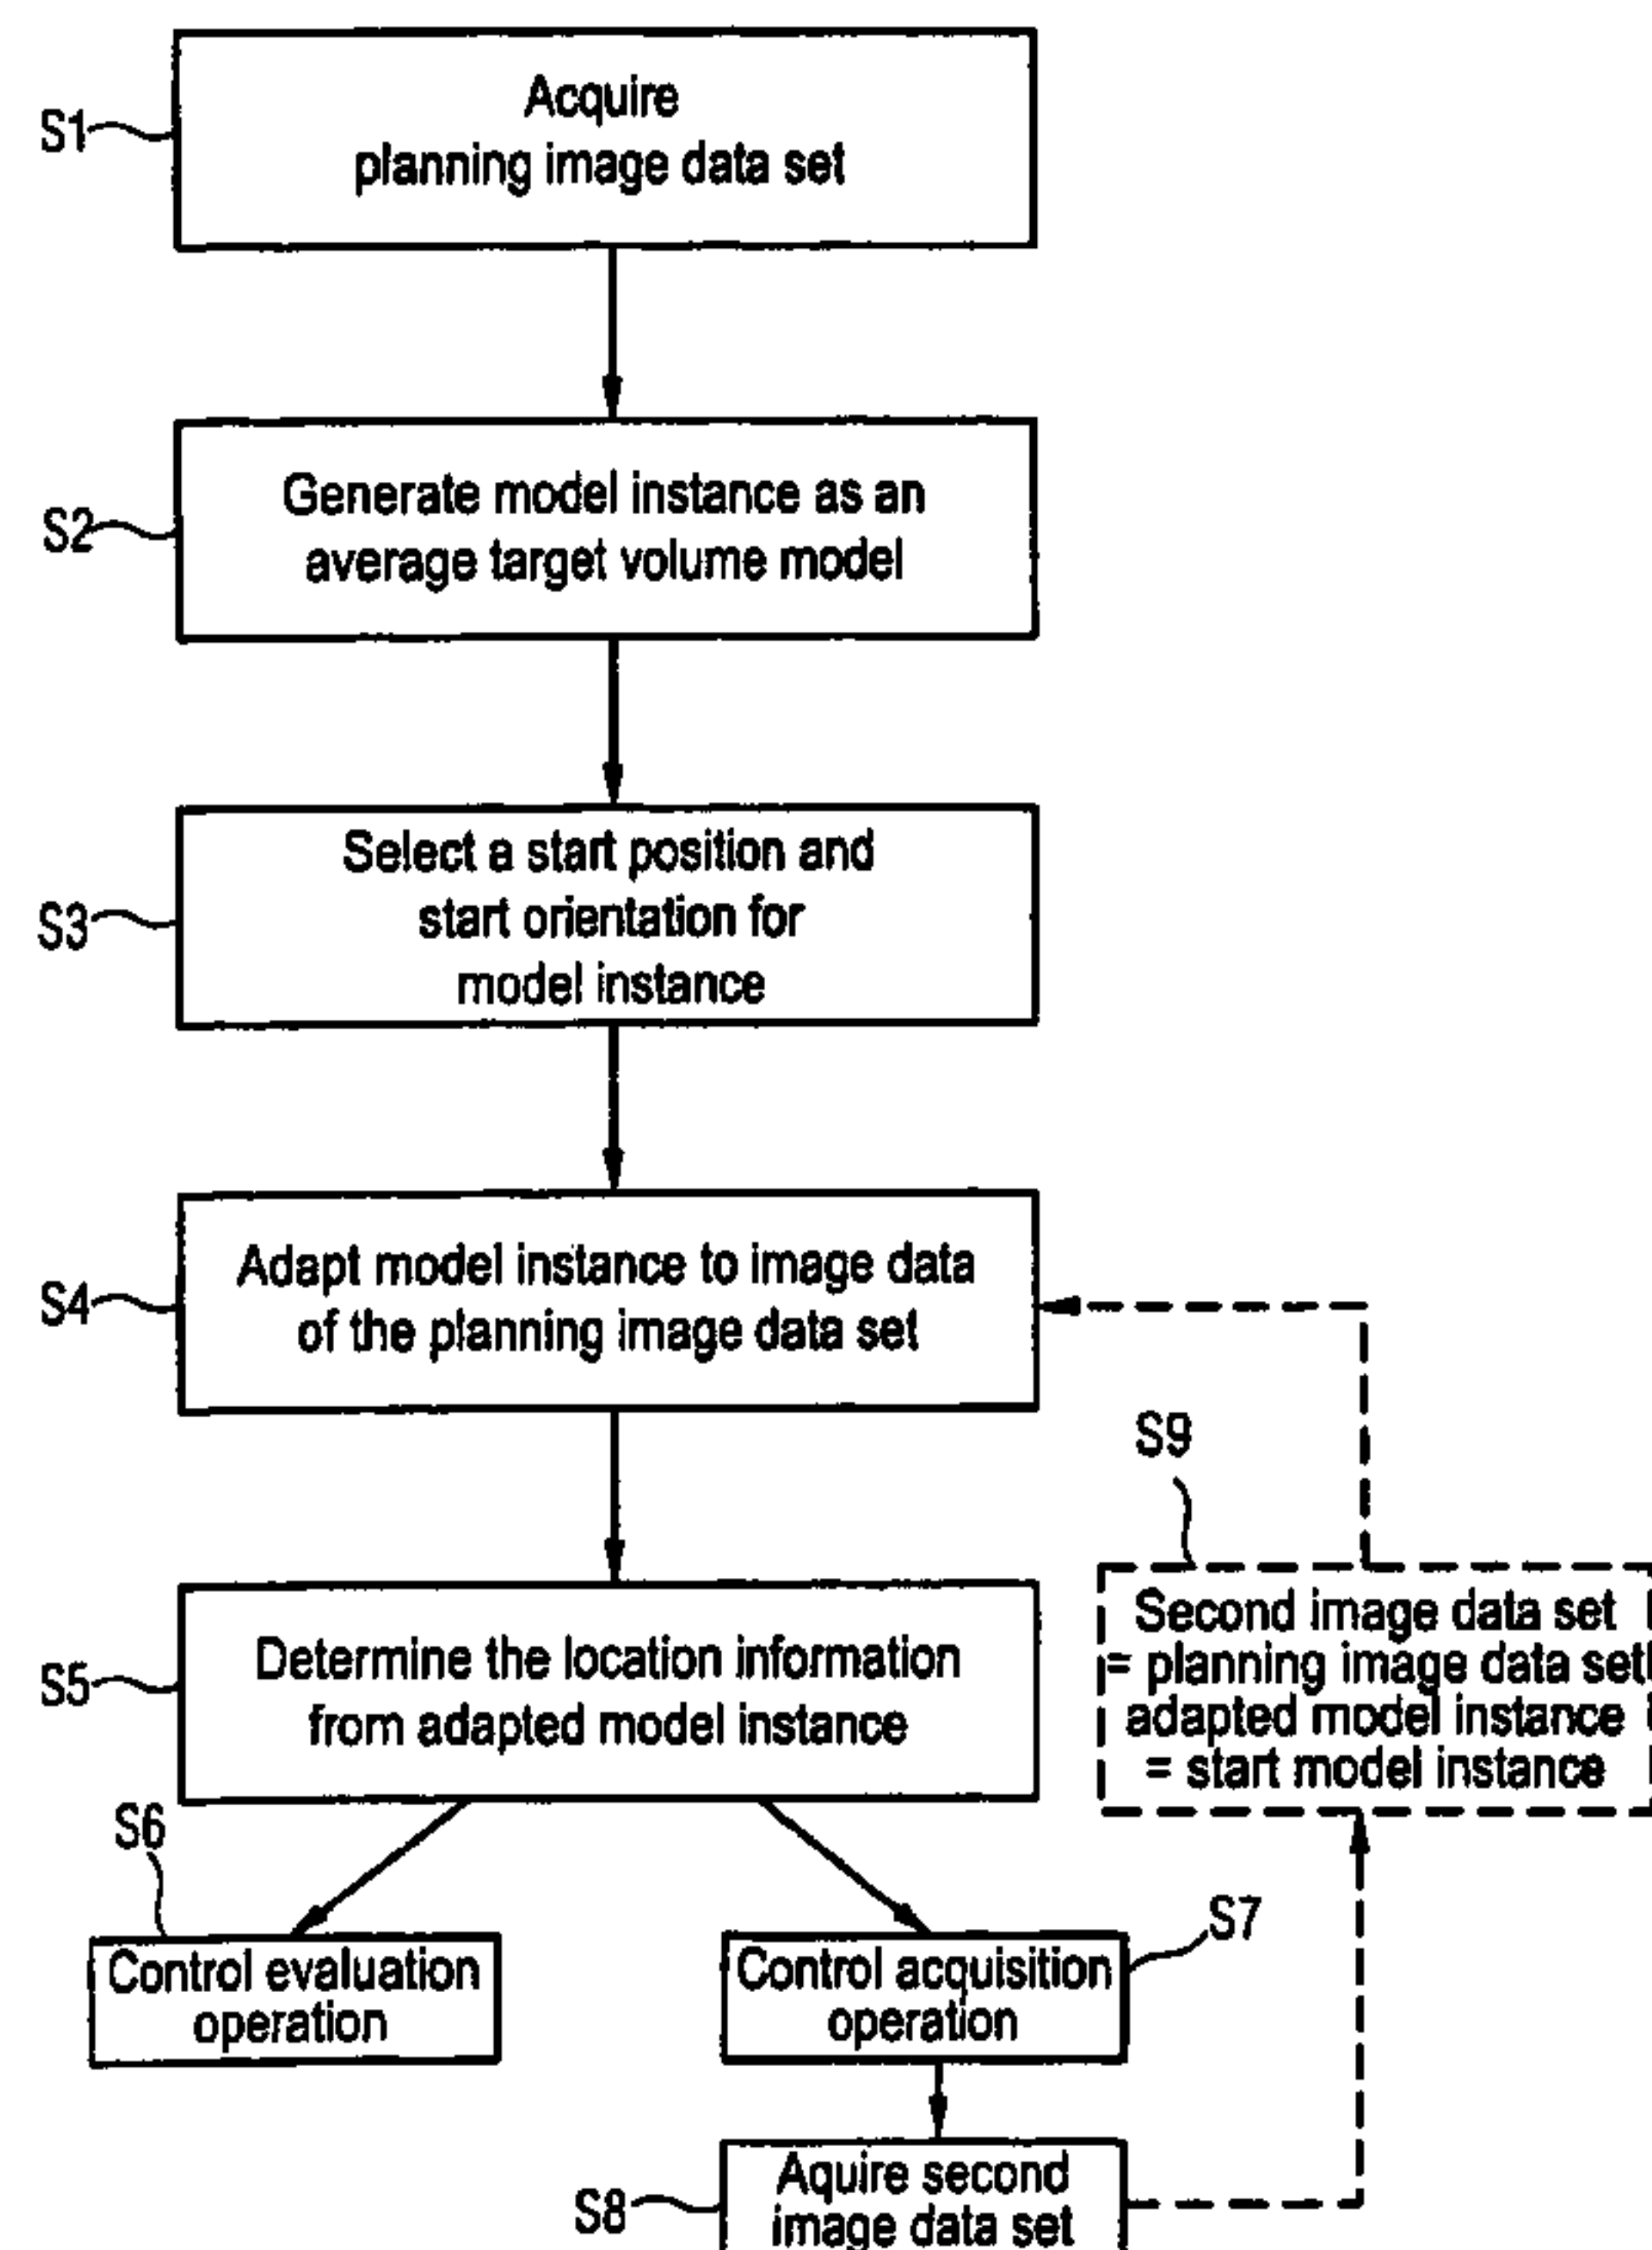 S1
Acquire
planning image data set
S2
Generate model instance as an
average target volume model
S3
Select a start position and
start orientation for
model instance
S4
Adapt model instance to image data
of the planning image data set
S9
Second image data set
= planning image data set
adapted model instance
= start model instance
S5
Determine the location information
from adapted model instance
S6
Control evaluation
operation
S7
Control acquisition
operation
S8
Aquire second
image data set